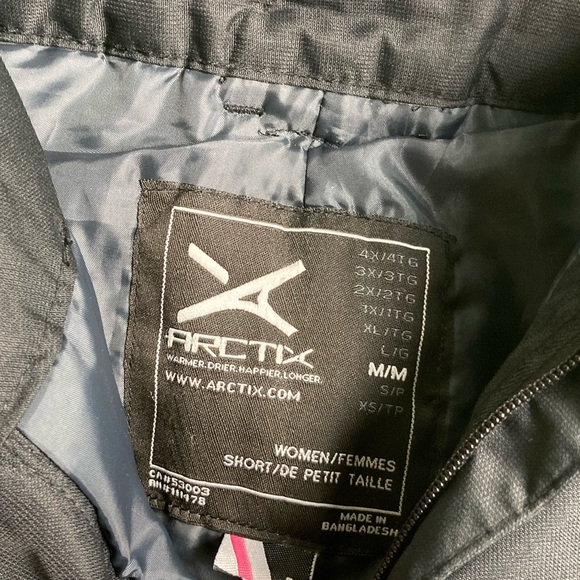 4X/4TG
3X/3TG
2X/2TG
1X/1TG
XL/TG
L/G
M/M
S/P
XS/TP
ARCTIX
WARMER. DRIER. HAPPIER. LONGER.
WWW.ARCTIX.COM
WOMEN/FEMMES
SHORT/DE PETIT TAILLE
CA#53003
MADE IN
BANGLADESH